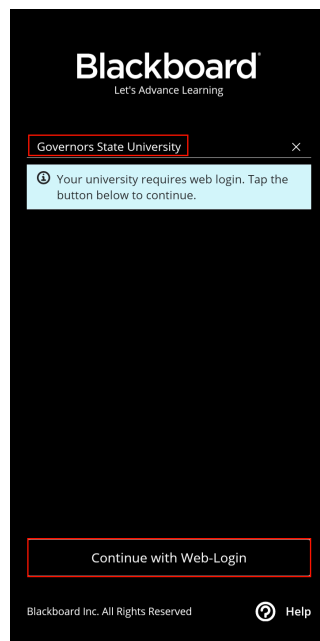 Blackboard
Let's Advance Learning
Governors State University
Your university requires web login. Tap the
button below to continue.
Continue with Web-Login
Blackboard Inc. All Rights Reserved
Help